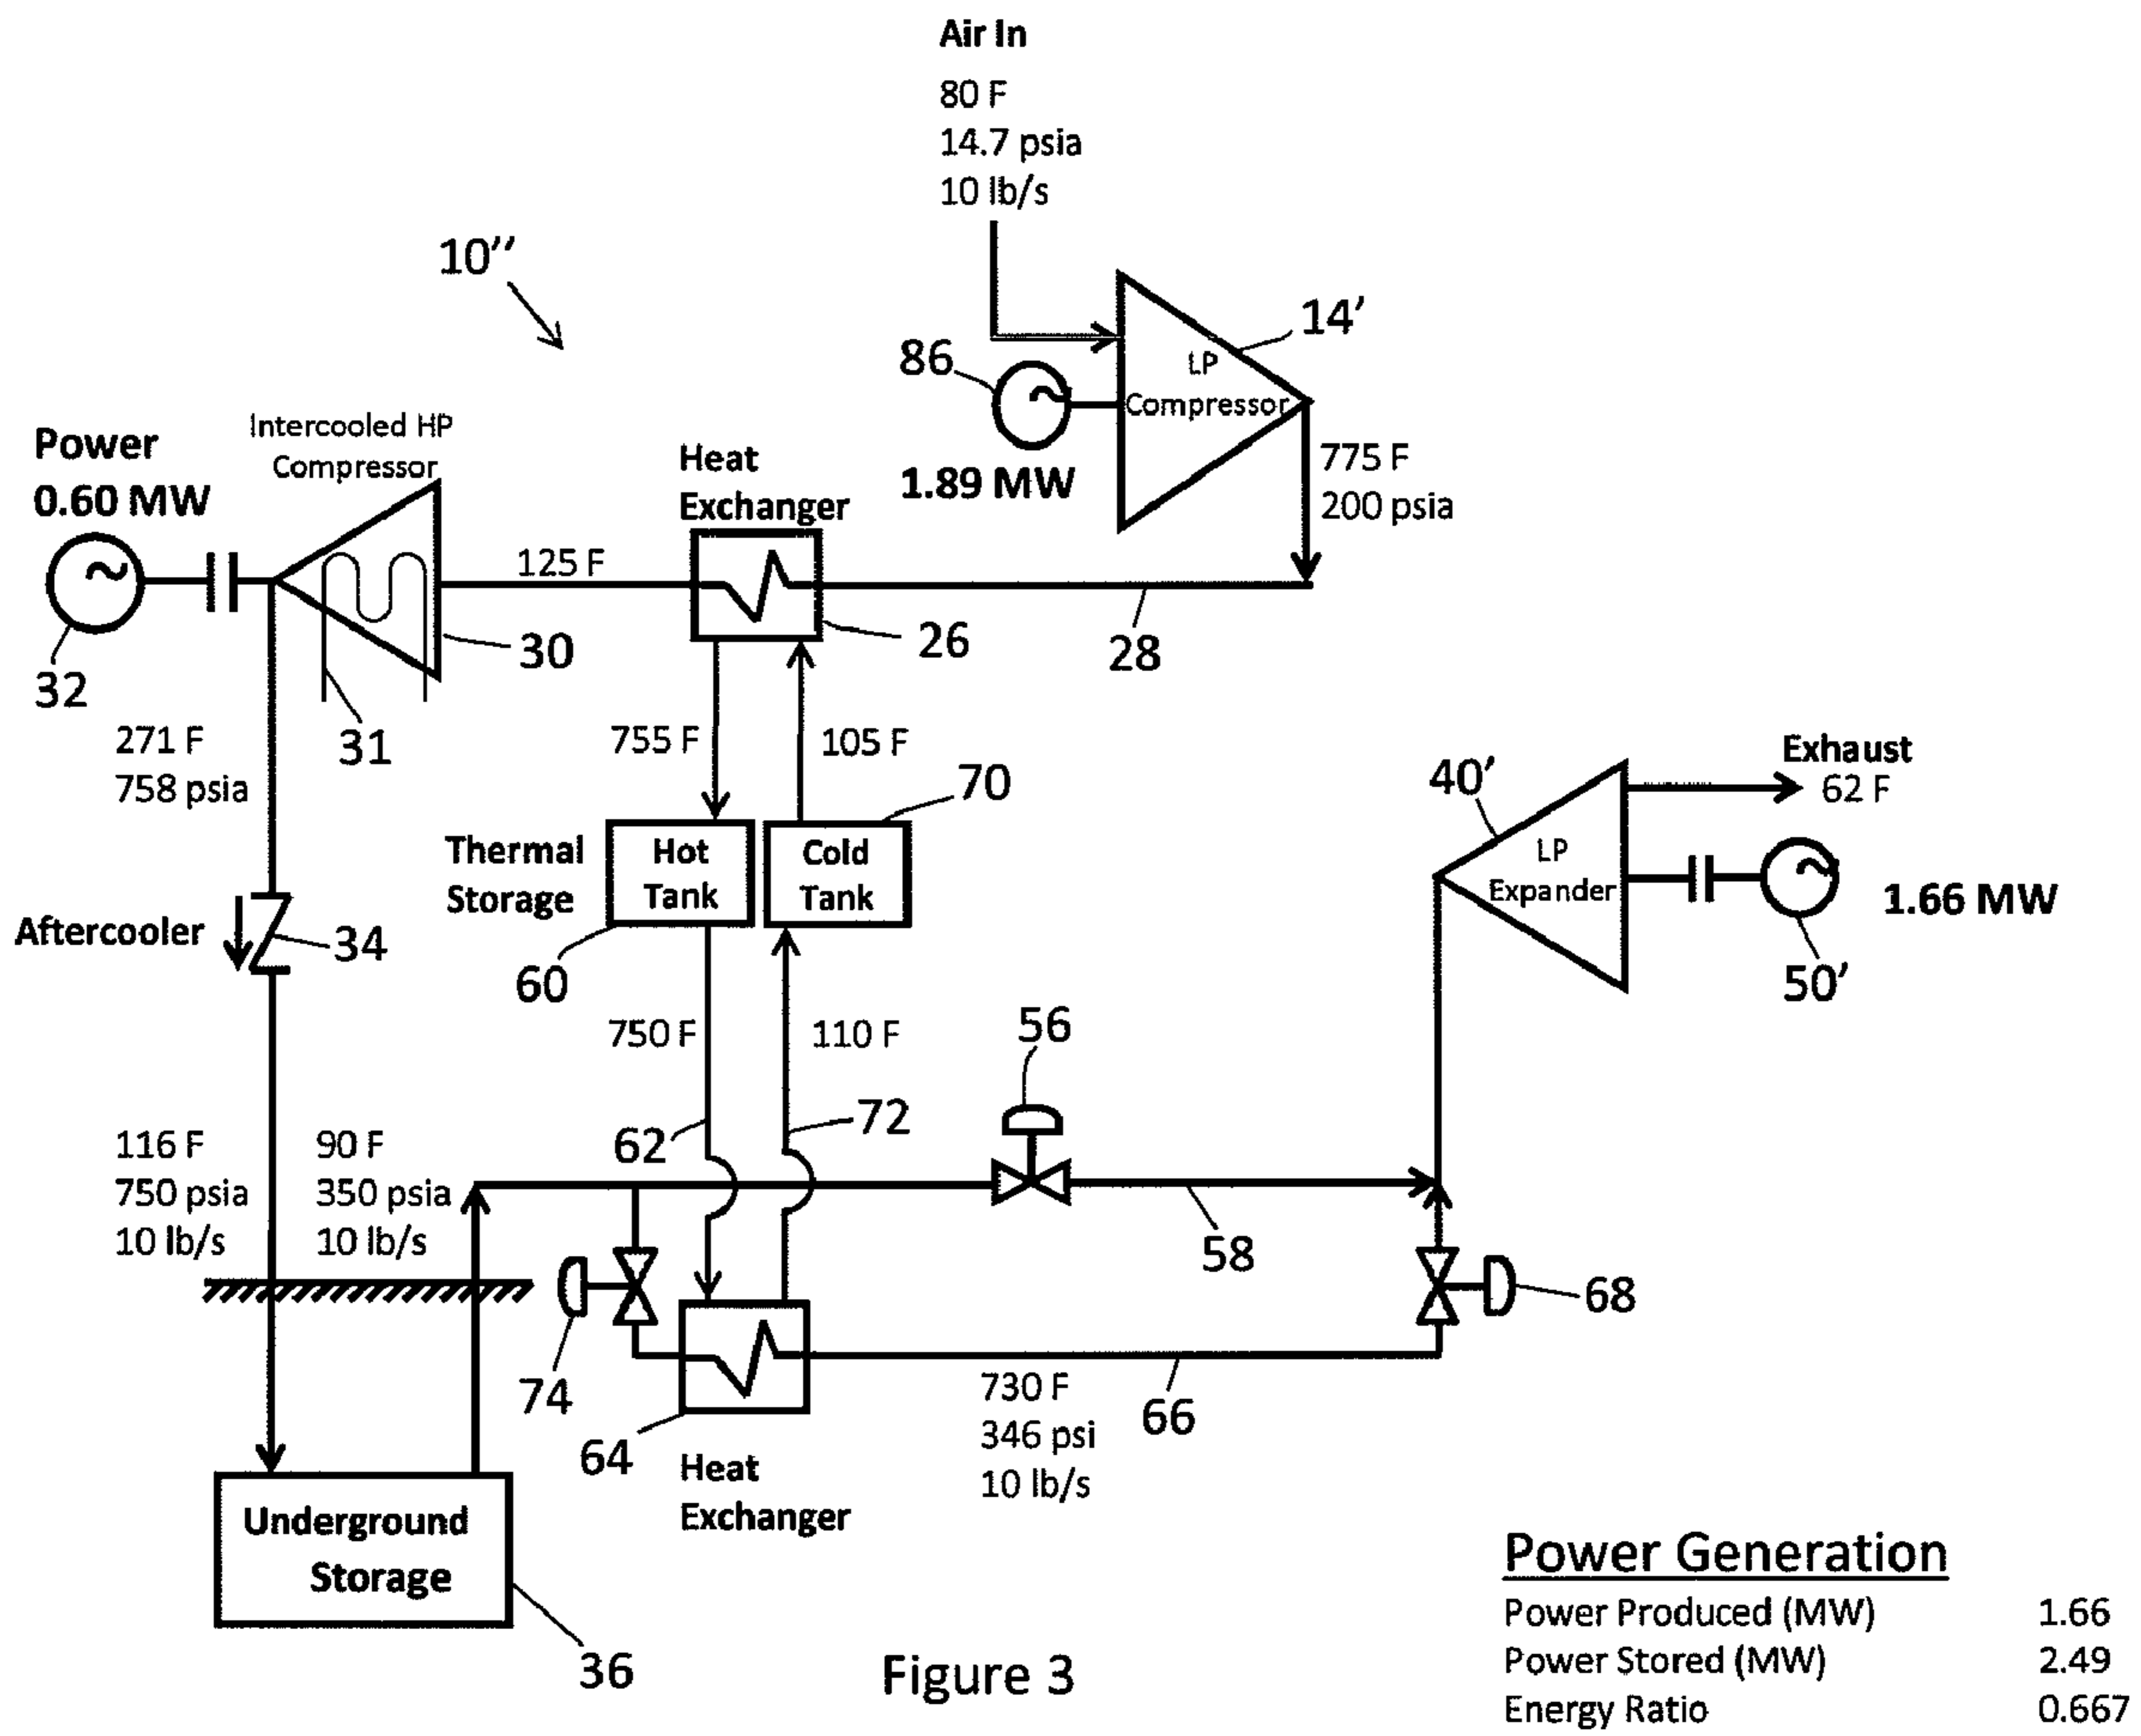 Air In
80 F
14.7 psia
10 lb/s
10’’
14’
LP
Compressor
86
1.89 MW
775 F
200 psia
Intercooled HP
Compressor
Power
0.60 MW
Heat
Exchanger
125 F
26
28
30
32
31
271 F
758 psia
755 F
105 F
70
Thermal
Storage
Hot
Tank
Cold
Tank
60
Exhaust
62 F
40’
LP
Expander
1.66 MW
50’
Aftercooler
34
750 F
110 F
56
62
72
116 F
750 psia
10 lb/s
90 F
350 psia
10 lb/s
58
68
74
64
Heat
Exchanger
730 F
346 psi
10 lb/s
66
Underground
Storage
36
Figure 3
Power Generation
Power Produced (MW) 1.66
Power Stored (MW) 2.49
Energy Ratio 0.667